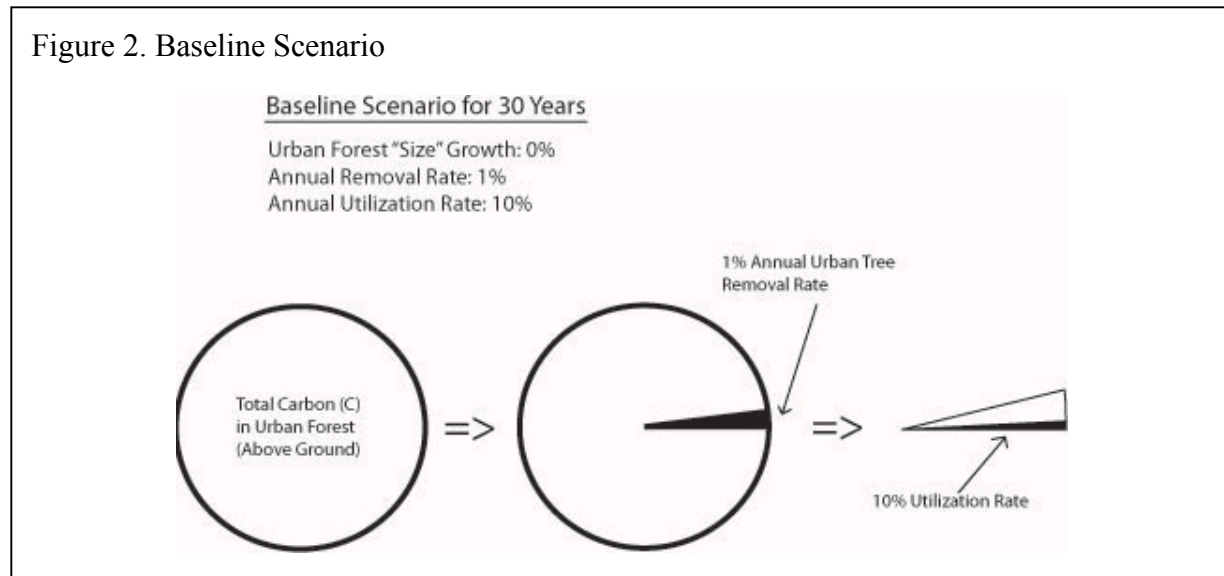 Figure 2. Baseline Scenario
Baseline Scenario for 30 Years
Urban Forest "Size" Growth: 0%
Annual Removal Rate: 1%
Annual Utilization Rate: 10%
1% Annual Urban Tree
Removal Rate
Total Carbon (C)
in Urban Forest
(Above Ground)
=>
=>
10% Utilization Rate